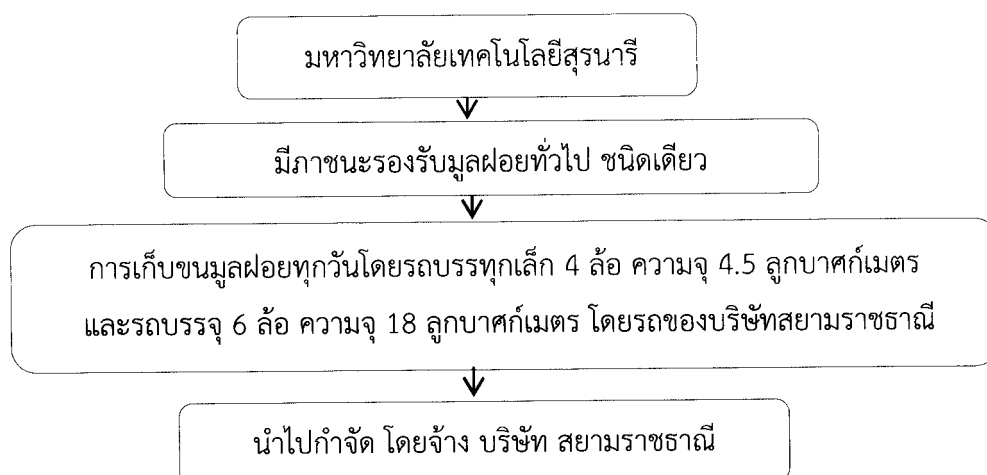 มหาวิทยาลัยเทคโนโลยีสุรนารี
มีภาชนะรองรับมูลฝอยทั่วไป ชนิดเดียว
การเก็บขนมูลฝอยทุกวันโดยรถบรรทุกเล็ก 4 ล้อ ความจุ 4.5 ลูกบาศก์เมตร
และรถบรรจุ 6 ล้อ ความจุ 18 ลูกบาศก์เมตร โดยรถของบริษัทสยามราชธาณี
นำไปกำจัด โดยจ้าง บริษัท สยามราชธาณี